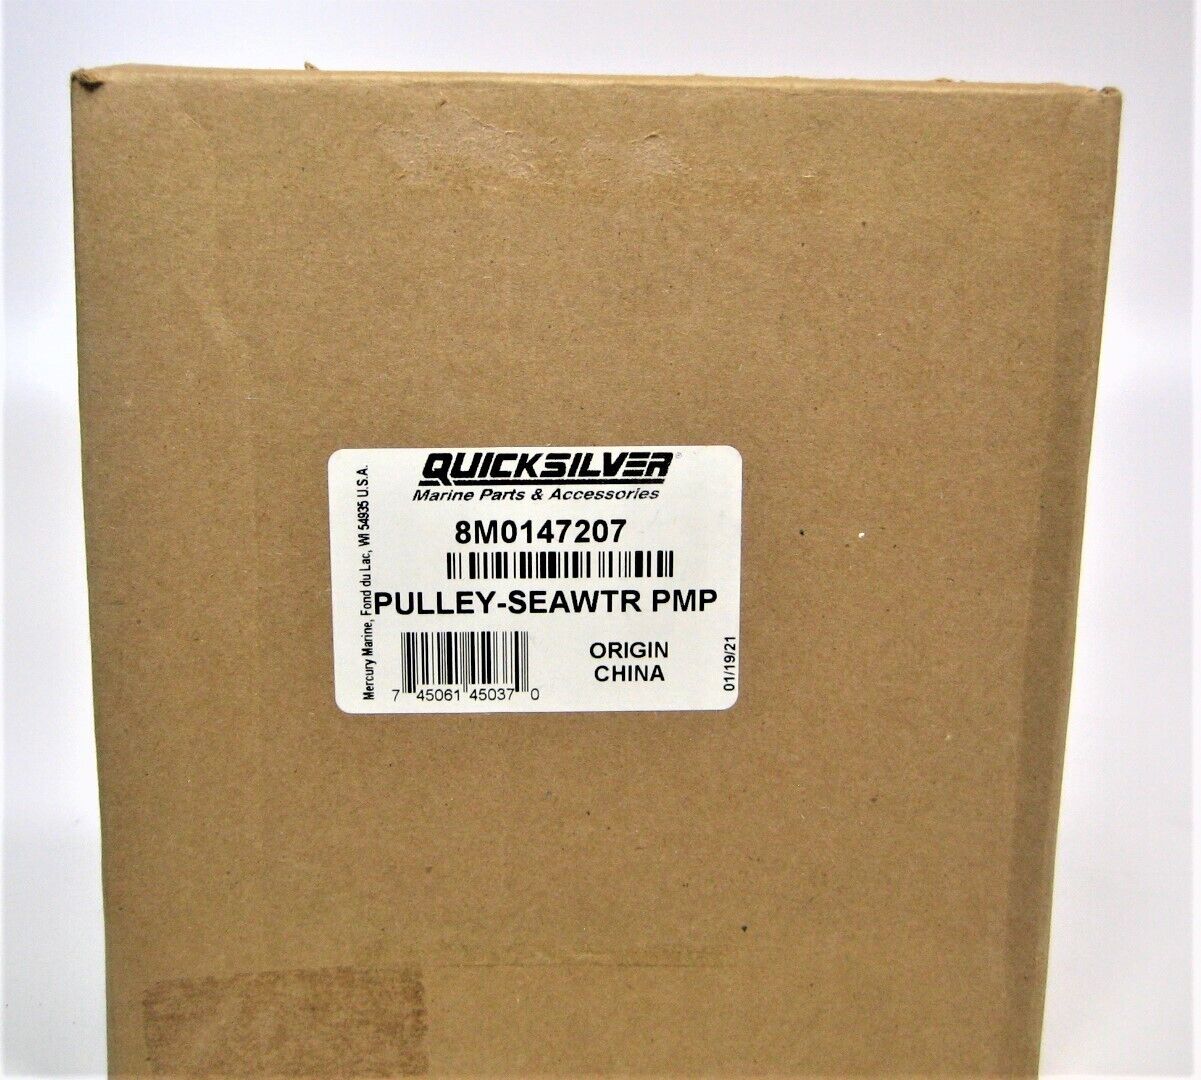 QUICKSILVER®
Marine Parts & Accessories
8M0147207
PULLEY-SEAWTR PMP
ORIGIN
CHINA
7 45061 45037 0
Mercury Marine, Fond du Lac, WI 54935 U.S.A.
01/19/21